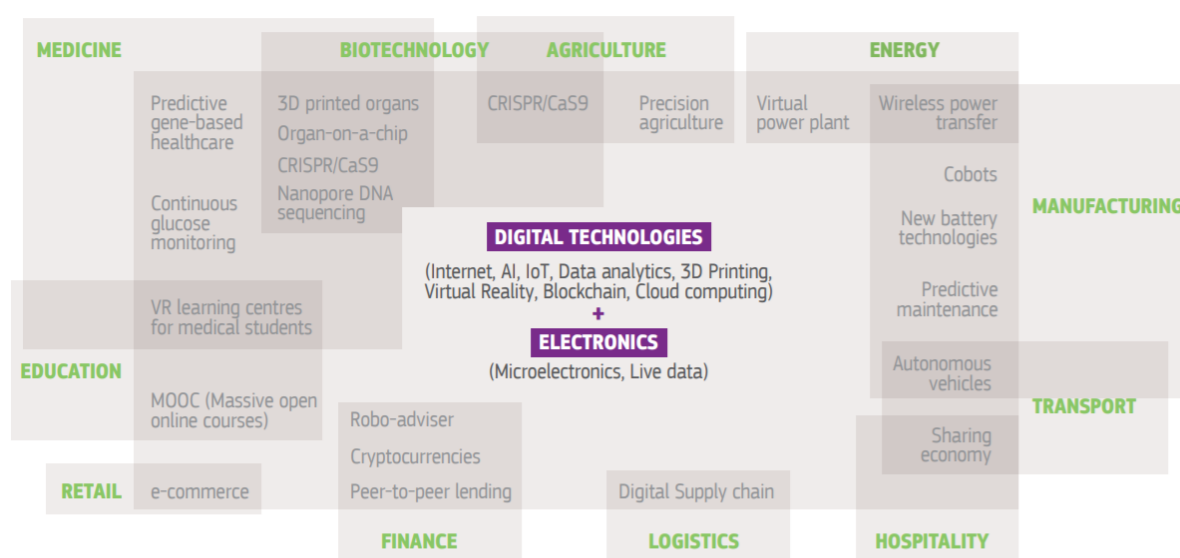 MEDICINE
BIOTECHNOLOGY
AGRICULTURE
ENERGY
Predictive
gene-based
healthcare
3D printed organs
Organ-on-a-chip
CRISPR/CaS9
Nanopore DNA
sequencing
CRISPR/CaS9
Precision
agriculture
Virtual
power plant
Wireless power
transfer
Continuous
glucose
monitoring
Cobots
New battery
technologies
MANUFACTURING
DIGITAL TECHNOLOGIES
(Internet, AI, IoT, Data analytics, 3D Printing,
Virtual Reality, Blockchain, Cloud computing)
+
ELECTRONICS
(Microelectronics, Live data)
VR learning centres
for medical students
Predictive
maintenance
EDUCATION
MOOC (Massive open
online courses)
Autonomous
vehicles
TRANSPORT
Robo-adviser
Cryptocurrencies
Peer-to-peer lending
Sharing
economy
RETAIL
e-commerce
Digital Supply chain
FINANCE
LOGISTICS
HOSPITALITY